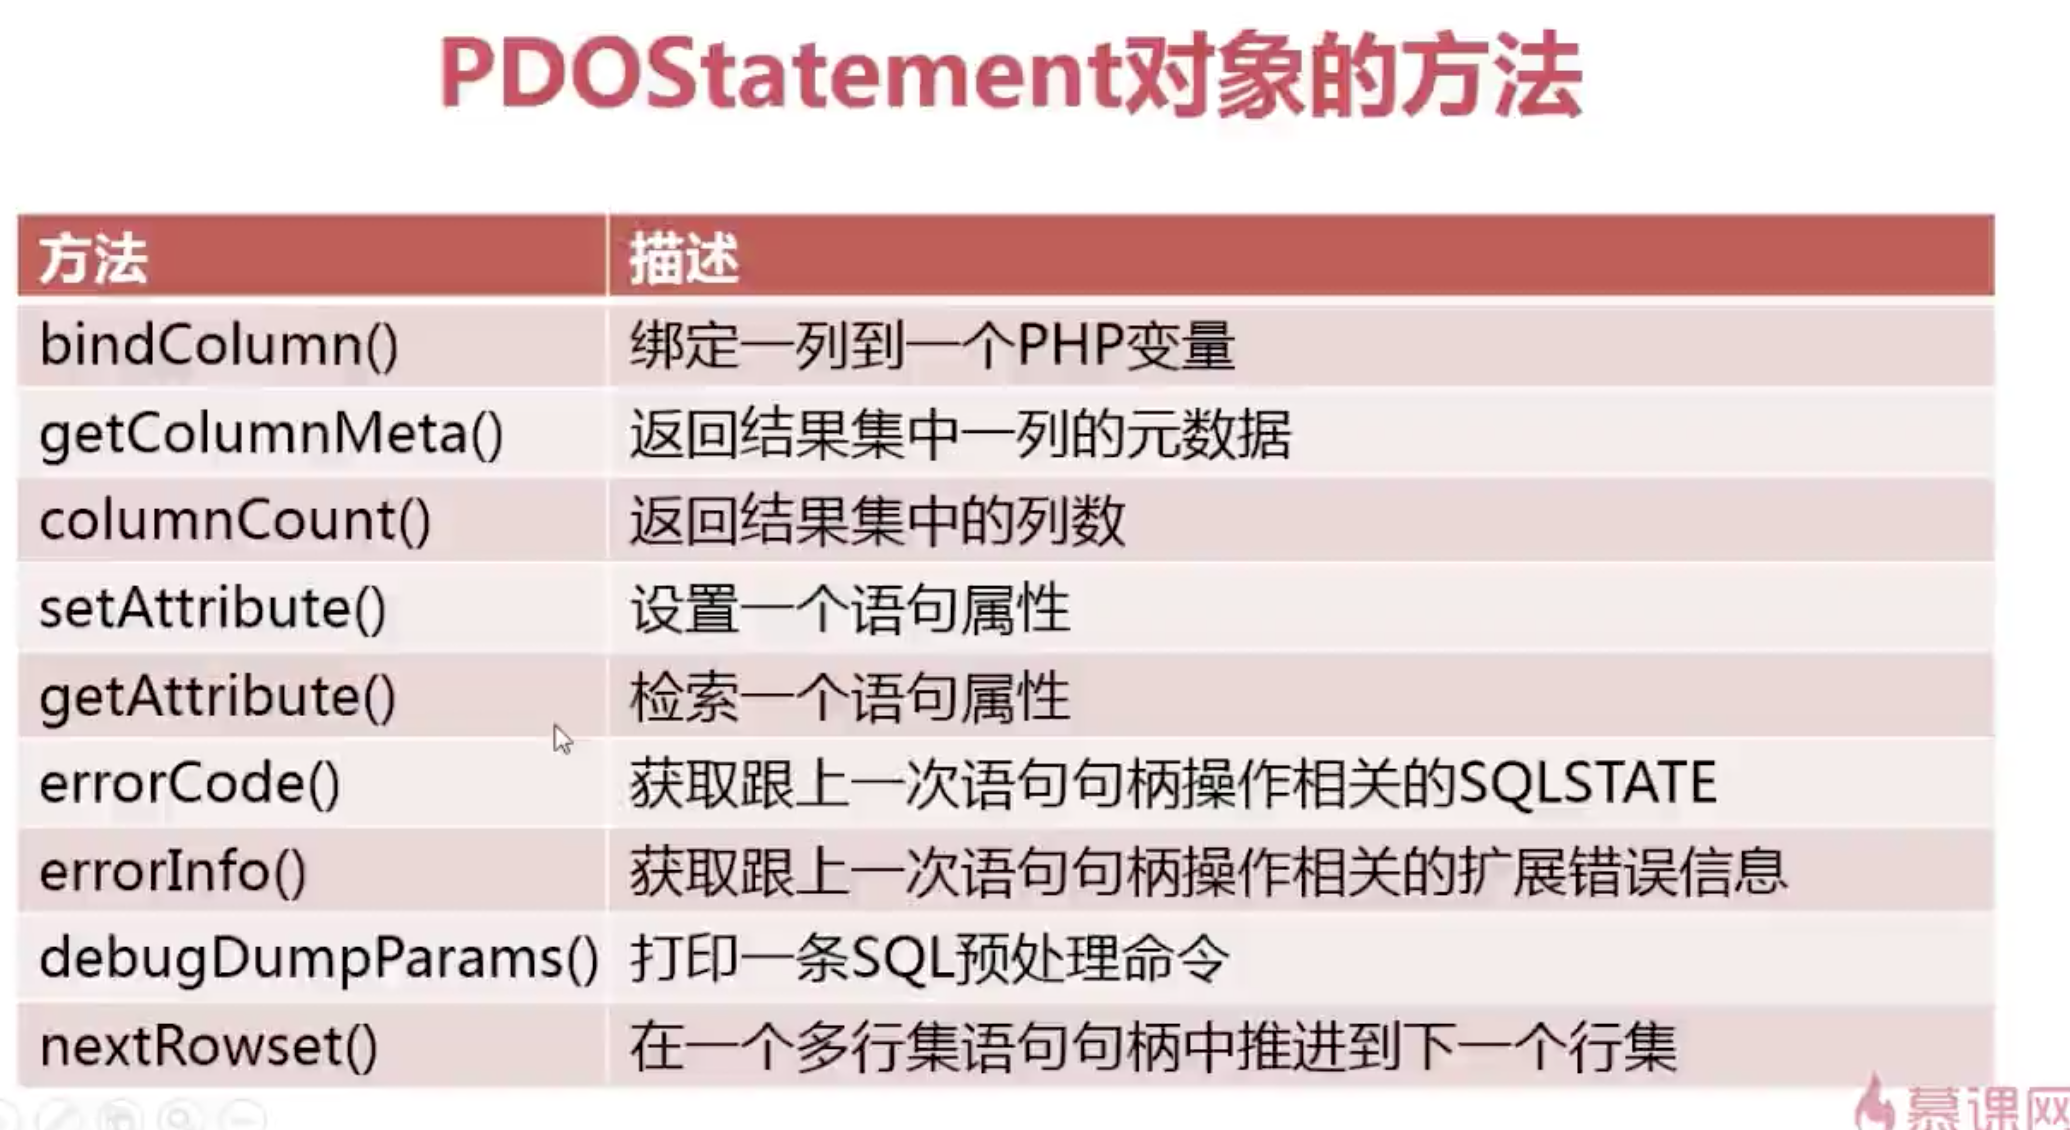 PDOStatement对象的方法
方法 描述
bindColumn() 绑定一列到一个PHP变量
getColumnMeta() 返回结果集中一列的元数据
columnCount() 返回结果集中的列数
setAttribute() 设置一个语句属性
getAttribute() 检索一个语句属性
errorCode() 获取跟上一次语句句柄操作相关的SQLSTATE
errorInfo() 获取跟上一次语句句柄操作相关的扩展错误信息
debugDumpParams() 打印一条SQL预处理命令
nextRowset() 在一个多行集语句句柄中推进到下一个行集
慕课网